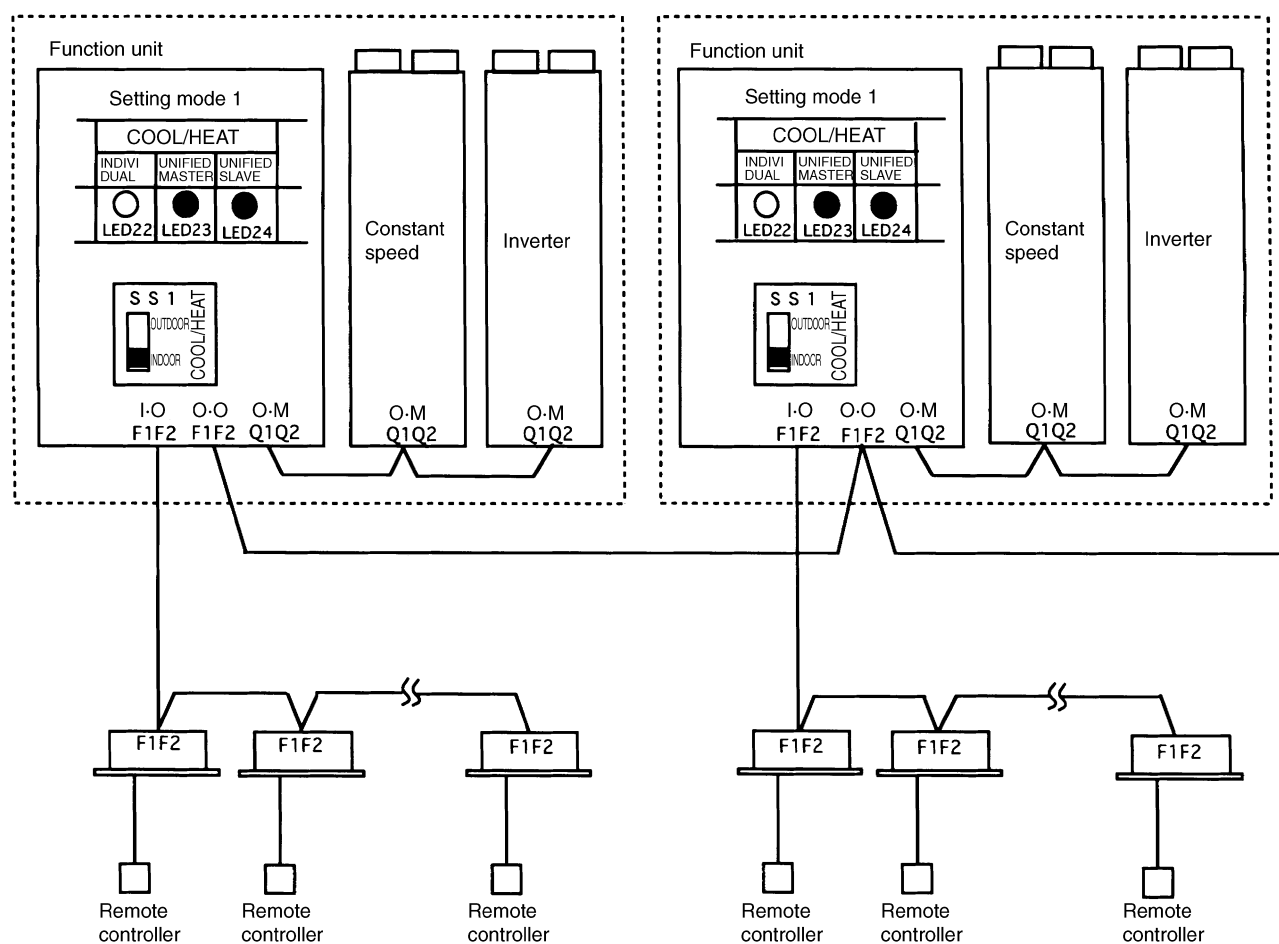 Function unit
Setting mode 1
COOL/HEAT
INDIVI
DUAL
UNIFIED
MASTER
UNIFIED
SLAVE
LED22
LED23
LED24
S S 1
OUTDOOR
INDOOR
COOL/HEAT
I·O
F1F2
O·O
F1F2
O·M
Q1Q2
Constant
speed
O·M
Q1Q2
Inverter
O·M
Q1Q2
Function unit
Setting mode 1
COOL/HEAT
INDIVI
DUAL
UNIFIED
MASTER
UNIFIED
SLAVE
LED22
LED23
LED24
S S 1
OUTDOOR
INDOOR
COOL/HEAT
I·O
F1F2
O·O
F1F2
O·M
Q1Q2
Constant
speed
O·M
Q1Q2
Inverter
O·M
Q1Q2
F1F2
F1F2
F1F2
F1F2
F1F2
F1F2
Remote
controller
Remote
controller
Remote
controller
Remote
controller
Remote
controller
Remote
controller